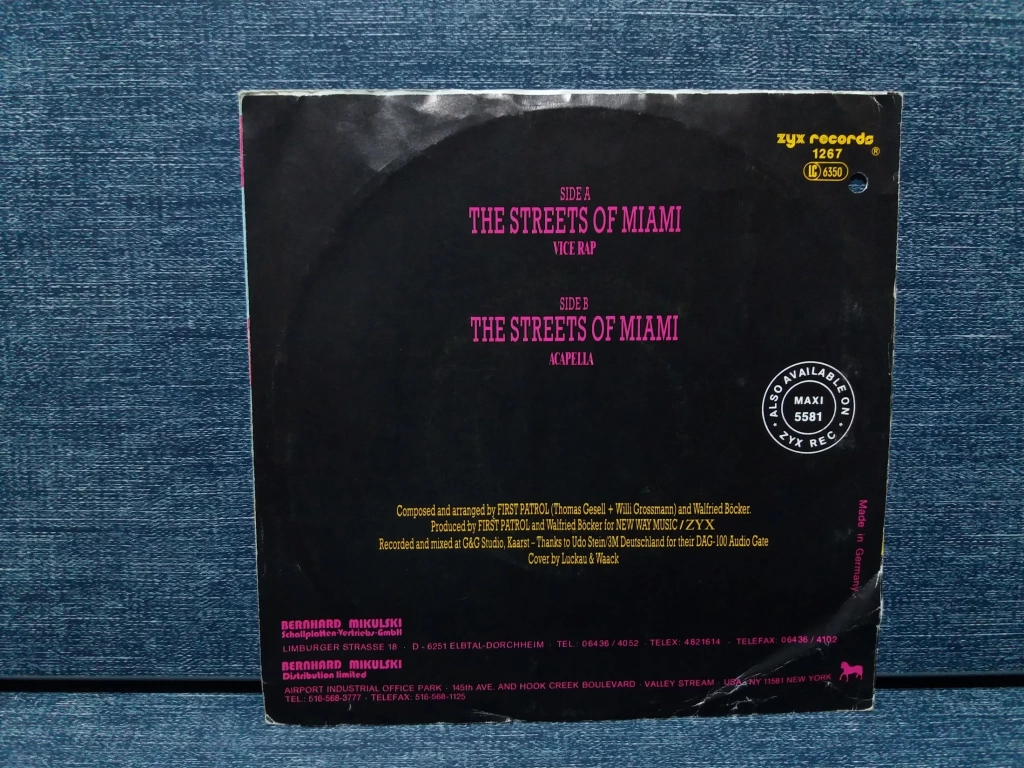 zyx records
1267 ®
LC 6350
SIDE A
THE STREETS OF MIAMI
VICE RAP
SIDE B
THE STREETS OF MIAMI
ACAPELLA
· ALSO AVAILABLE ON ·
MAXI
5581
ZYX REC
Composed and arranged by FIRST PATROL (Thomas Gesell + Willi Grossmann) and Walfried Böcker.
Produced by FIRST PATROL and Walfried Böcker for NEW WAY MUSIC / ZYX
Recorded and mixed at G&G Studio, Kaarst – Thanks to Udo Stein/3M Deutschland for their DAG-100 Audio Gate
Cover by Luckau & Waack
Made in Germany.
BERNHARD MIKULSKI
Schallplatten-Vertriebs-GmbH
LIMBURGER STRASSE 18 · D - 6251 ELBTAL-DORCHHEIM · TEL.: 06436 / 4052 · TELEX: 4821614 · TELEFAX: 06436 / 4102
BERNHARD MIKULSKI
Distribution limited
AIRPORT INDUSTRIAL OFFICE PARK · 145th AVE. AND HOOK CREEK BOULEVARD · VALLEY STREAM · USA - NY 11581 NEW YORK
TEL.: 516-568-3777 · TELEFAX: 516-568-1125